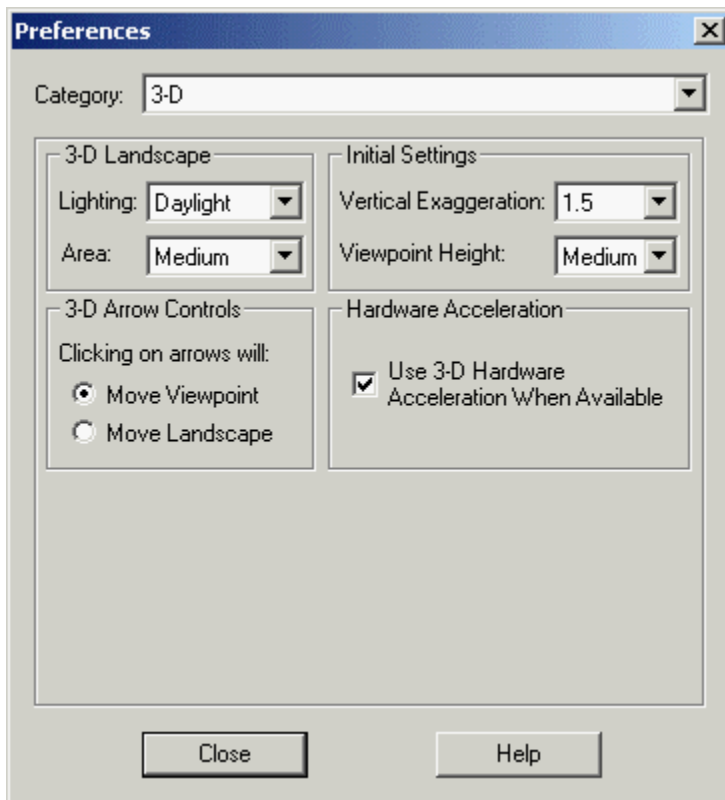 Preferences
Category: 3-D
3-D Landscape
Lighting: Daylight
Area: Medium
Initial Settings
Vertical Exaggeration: 1.5
Viewpoint Height: Medium
3-D Arrow Controls
Clicking on arrows will:
Move Viewpoint
Move Landscape
Hardware Acceleration
Use 3-D Hardware
Acceleration When Available
Close
Help